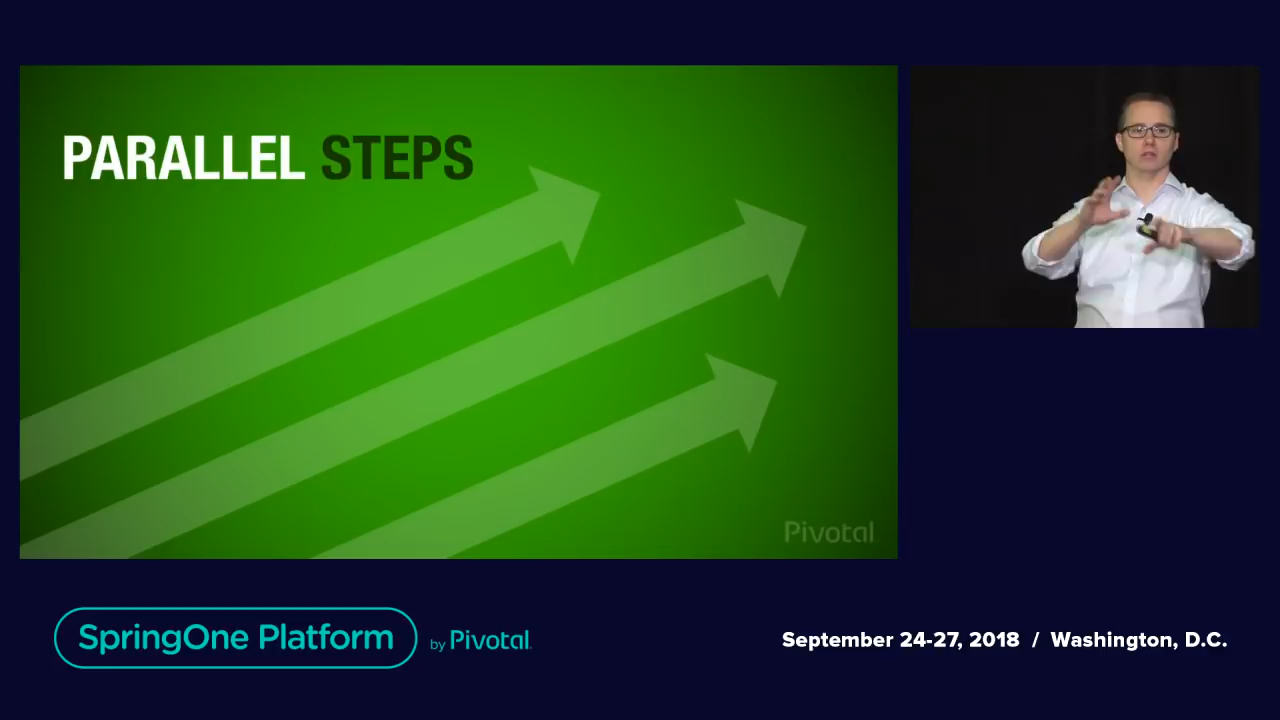 PARALLEL STEPS
Pivotal
SpringOne Platform by Pivotal.
September 24-27, 2018 / Washington, D.C.